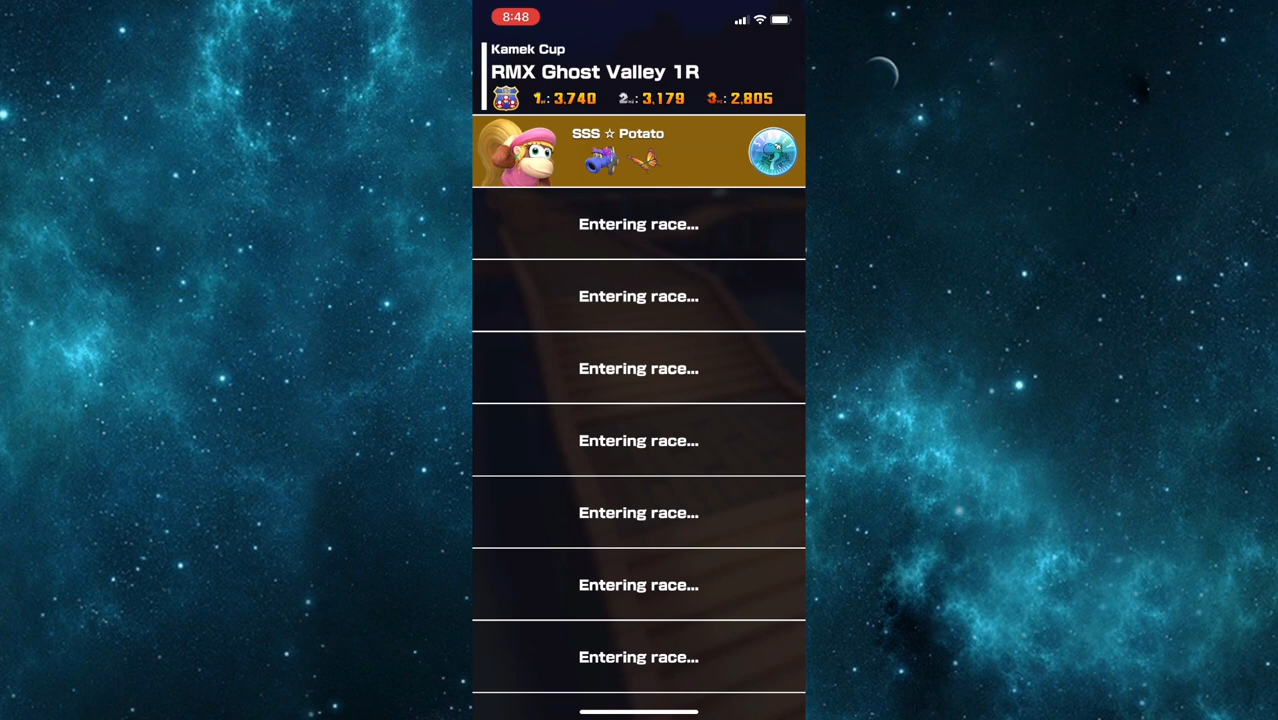 8:48
Kamek Cup
RMX Ghost Valley 1R
1st: 3,740 2nd: 3,179 3rd: 2,805
SSS ☆ Potato
Entering race...
Entering race...
Entering race...
Entering race...
Entering race...
Entering race...
Entering race...